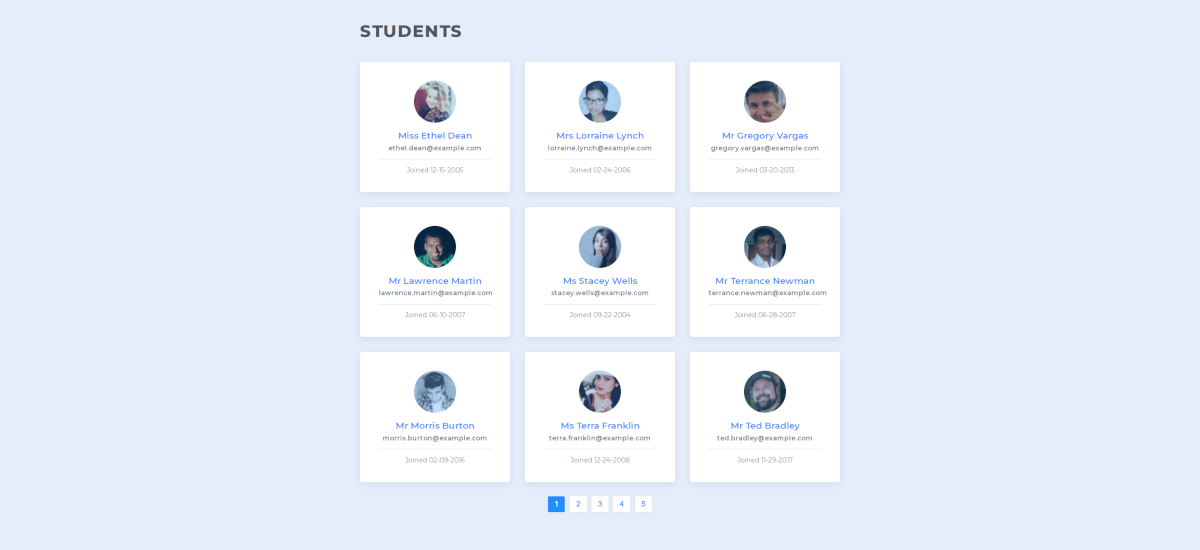 STUDENTS
Miss Ethel Dean
ethel.dean@example.com
Joined 12-15-2005
Mrs Lorraine Lynch
lorraine.lynch@example.com
Joined 02-24-2006
Mr Gregory Vargas
gregory.vargas@example.com
Joined 03-20-2013
Mr Lawrence Martin
lawrence.martin@example.com
Joined 06-10-2007
Ms Stacey Wells
stacey.wells@example.com
Joined 09-22-2004
Mr Terrance Newman
terrance.newman@example.com
Joined 06-28-2007
Mr Morris Burton
morris.burton@example.com
Joined 02-09-2016
Ms Terra Franklin
terra.franklin@example.com
Joined 12-24-2008
Mr Ted Bradley
ted.bradley@example.com
Joined 11-29-2017
1 2 3 4 5